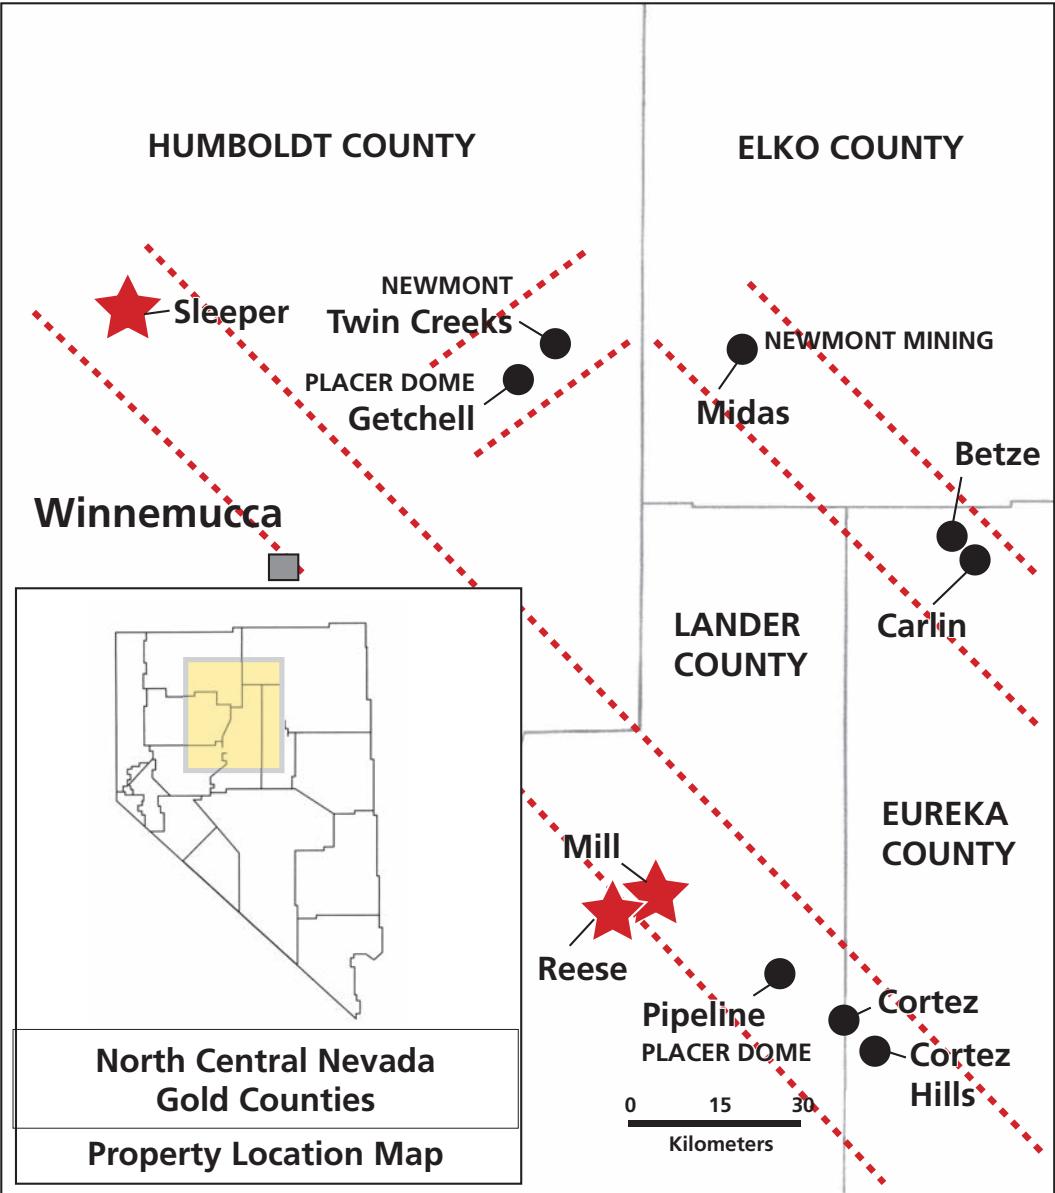 HUMBOLDT COUNTY
ELKO COUNTY
NEWMONT
Twin Creeks
Sleeper
PLACER DOME
Getchell
NEWMONT MINING
Midas
Betze
Winnemucca
Carlin
LANDER
COUNTY
EUREKA
COUNTY
Mill
Reese
Pipeline
PLACER DOME
Cortez
Cortez
Hills
0 15 30
Kilometers
North Central Nevada
Gold Counties
Property Location Map